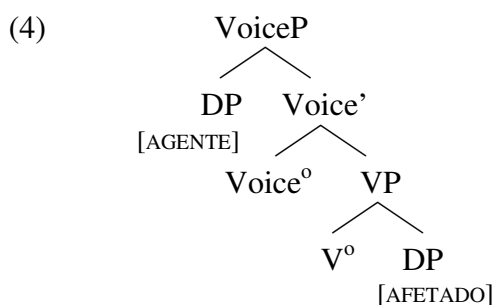 (4) VoiceP
DP Voice’
[AGENTE]
Voiceº VP
Vº DP
[AFETADO]